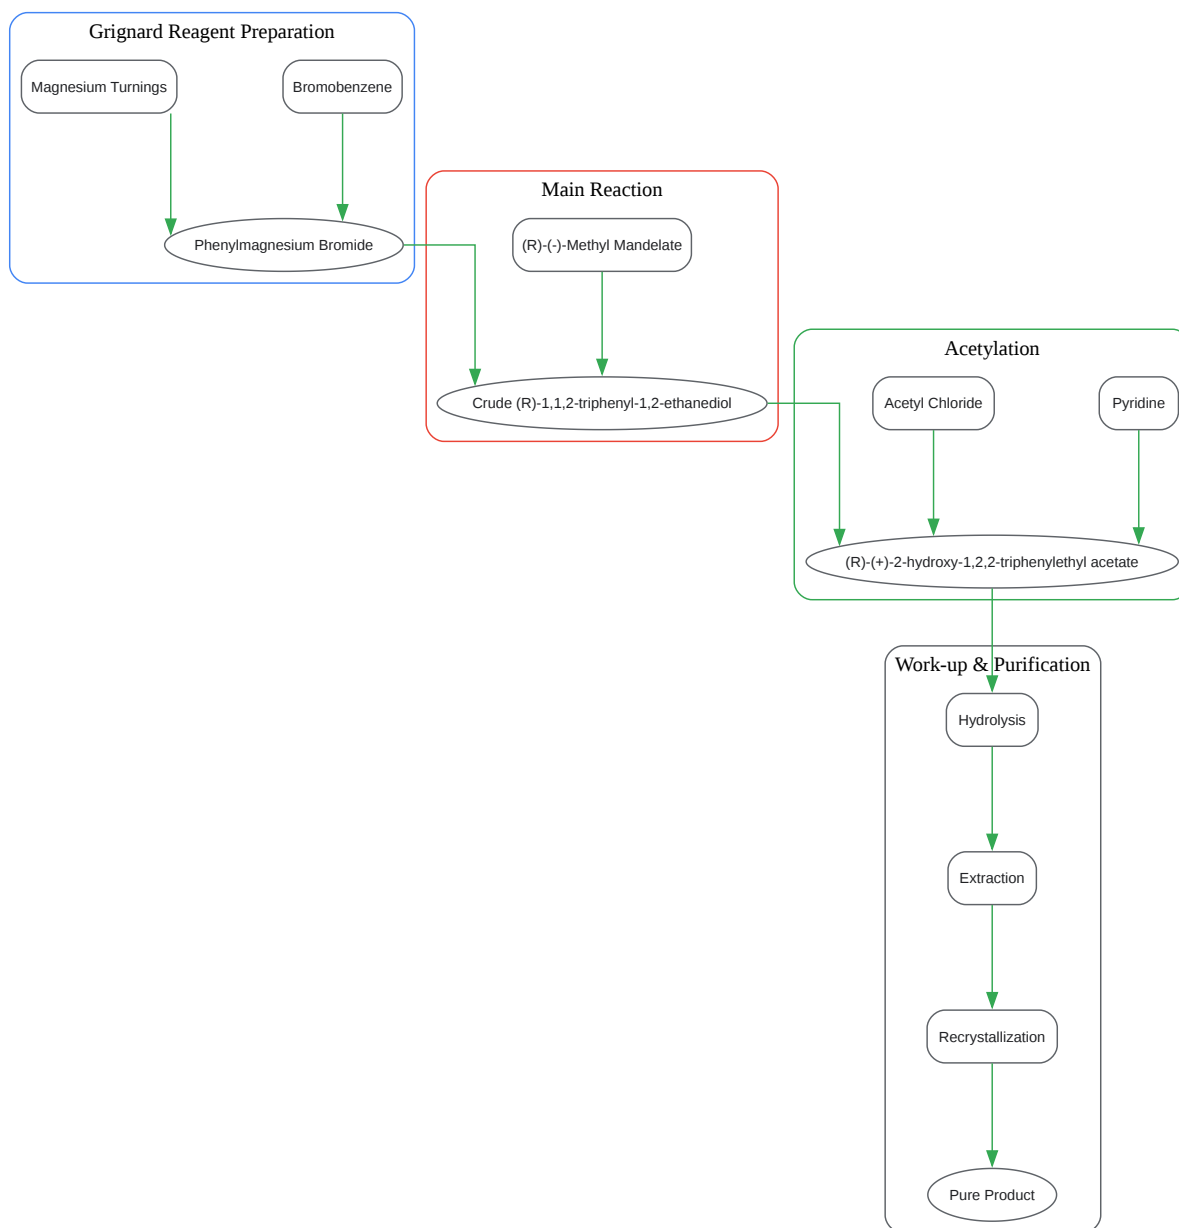 Grignard Reagent Preparation
Magnesium Turnings
Bromobenzene
Phenylmagnesium Bromide
Main Reaction
(R)-(-)-Methyl Mandelate
Crude (R)-1,1,2-triphenyl-1,2-ethanediol
Acetylation
Acetyl Chloride
Pyridine
(R)-(+)-2-hydroxy-1,2,2-triphenylethyl acetate
Work-up & Purification
Hydrolysis
Extraction
Recrystallization
Pure Product